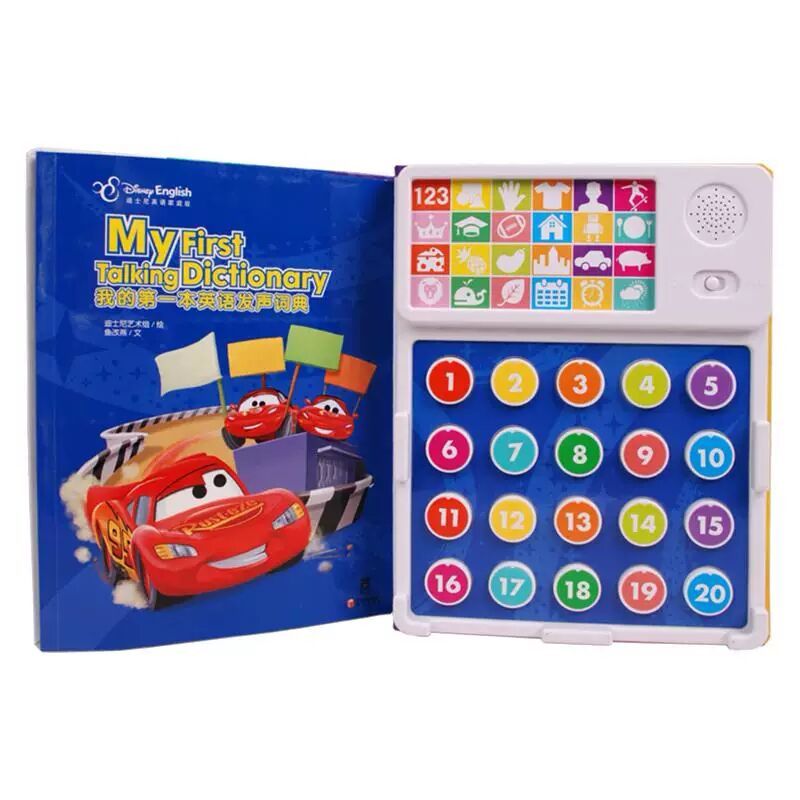 Disney English
迪士尼英语家庭版
My First
Talking Dictionary
我的第一本英语发声词典
迪士尼艺术组/绘
鱼改燕/文
95
Rust-eze
123
1 2 3 4 5
6 7 8 9 10
11 12 13 14 15
16 17 18 19 20